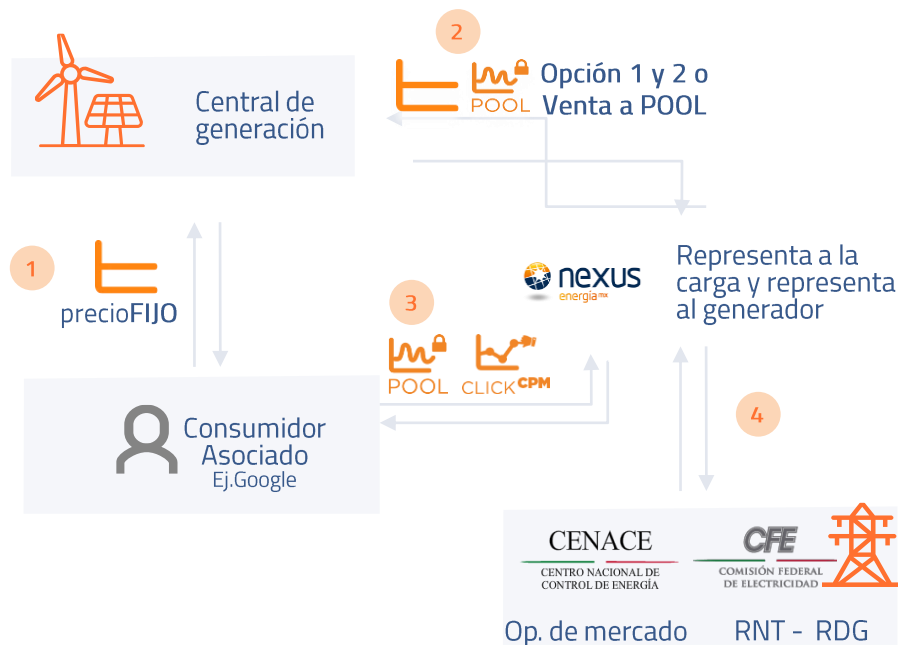 2
Opción 1 y 2 o
Venta a POOL
POOL
Central de
generación
1
precioFIJO
nexus
energía mx
Representa a la
carga y representa
al generador
3
POOL
CLICK CPM
4
Consumidor
Asociado
Ej.Google
CENACE
CENTRO NACIONAL DE
CONTROL DE ENERGÍA
CFE
COMISIÓN FEDERAL
DE ELECTRICIDAD
Op. de mercado
RNT - RDG